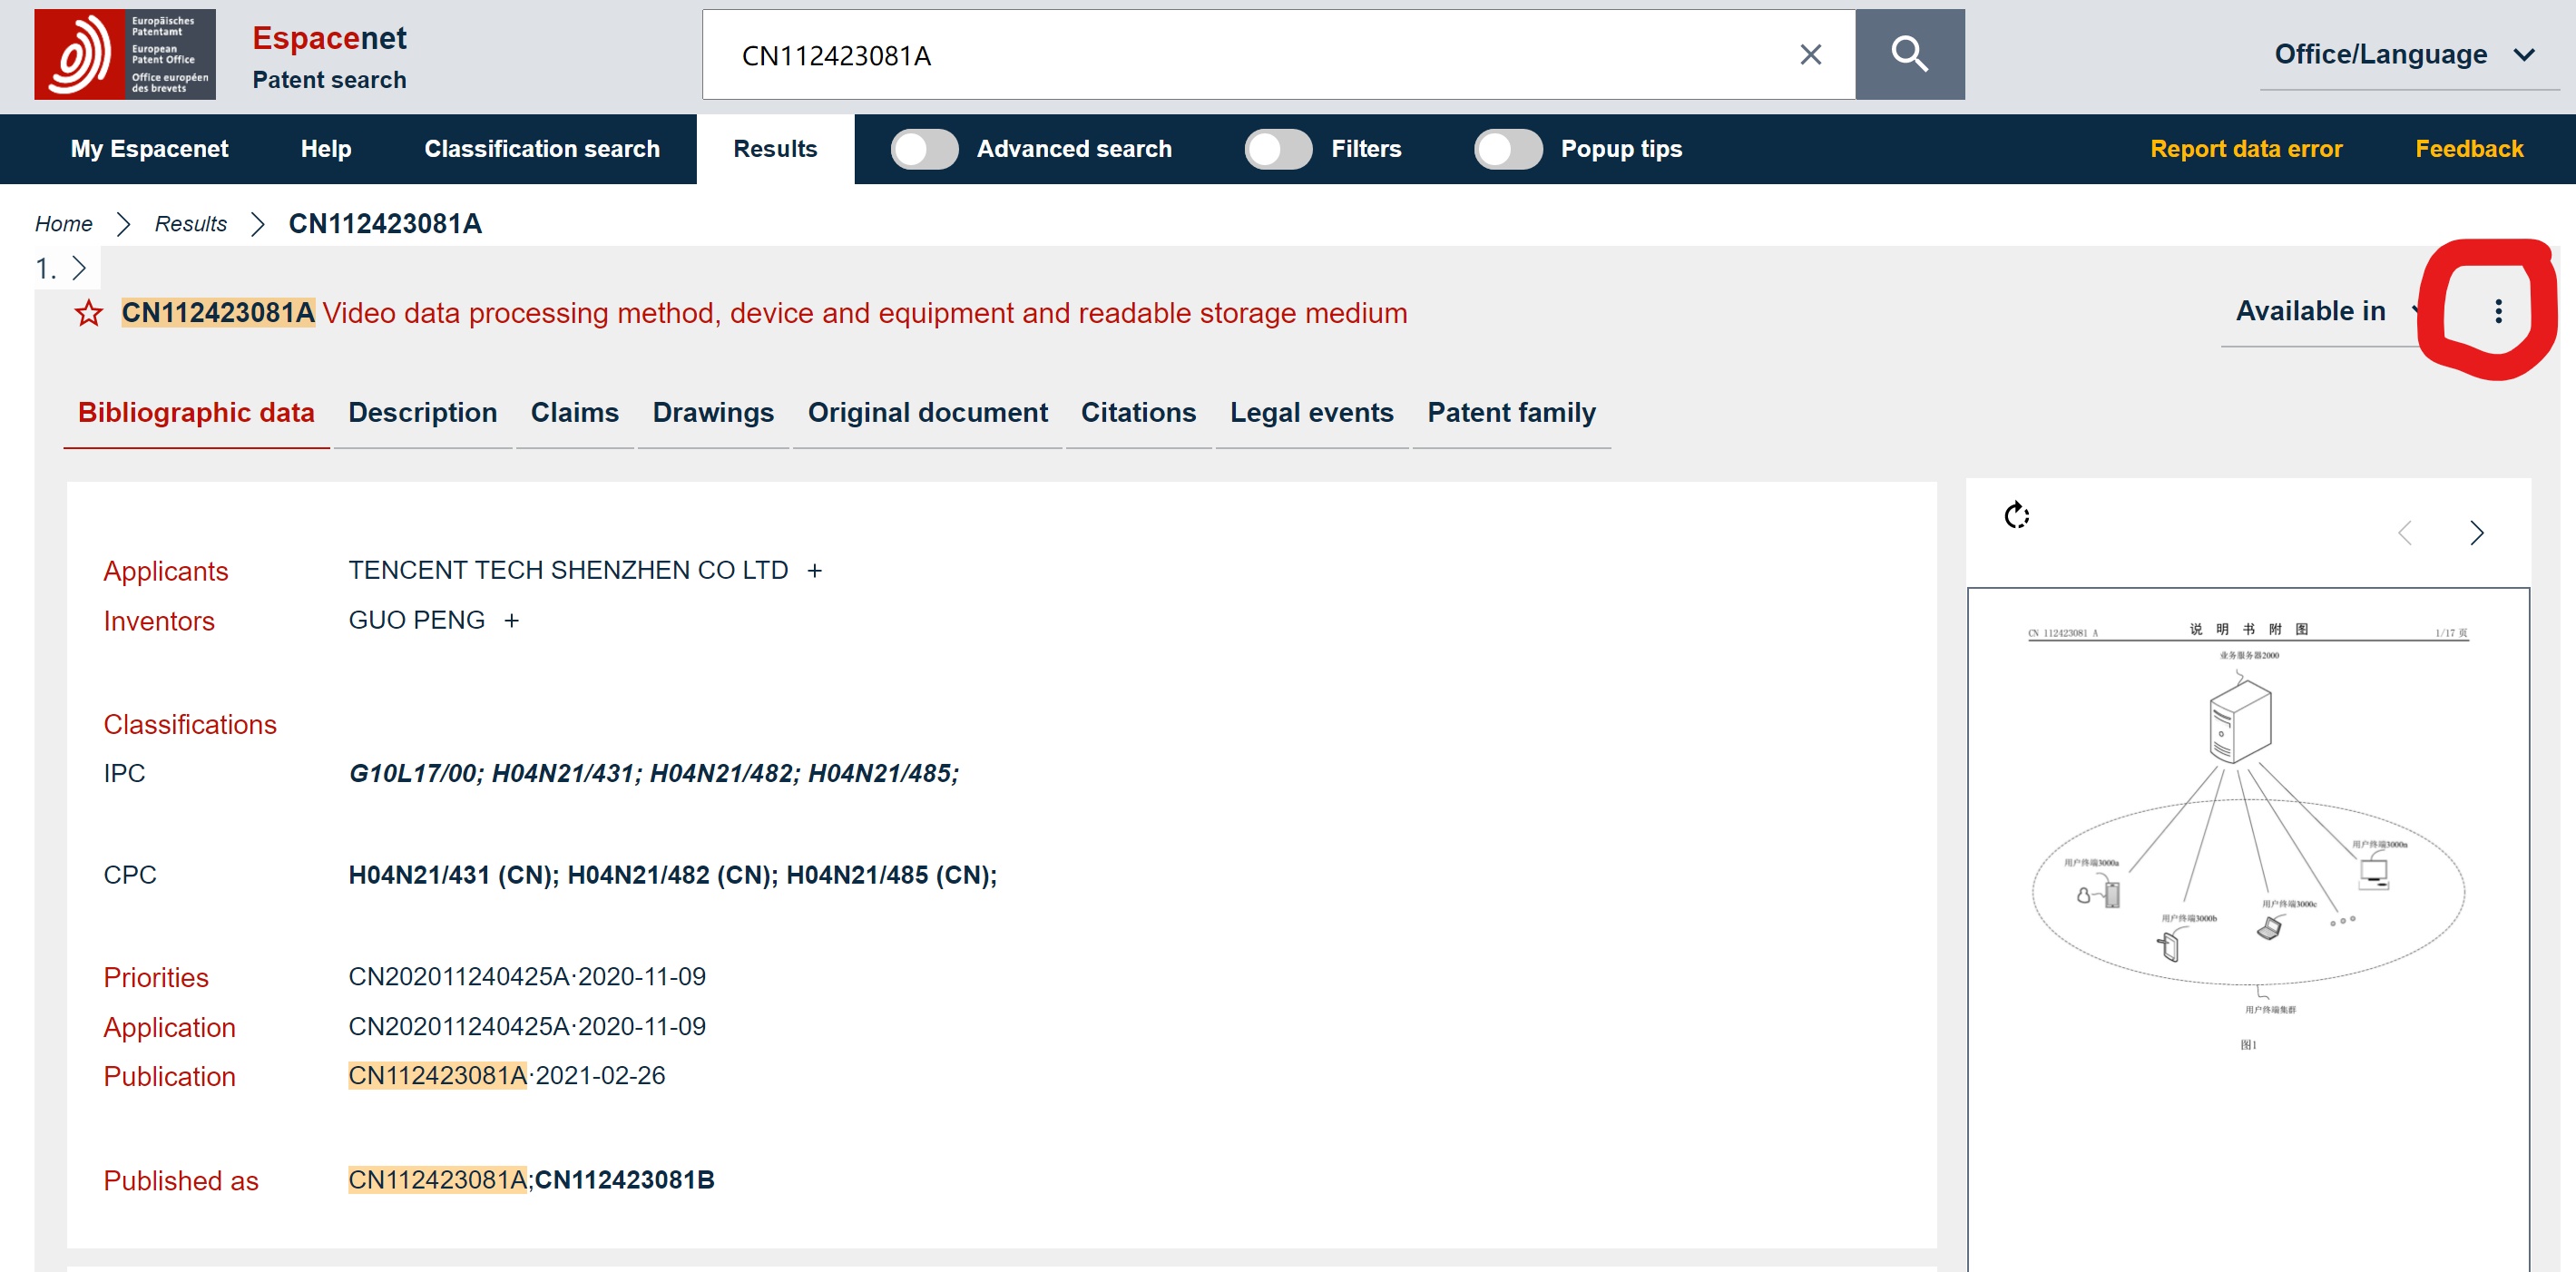 Europäisches
Patentamt
European
Patent Office
Office européen
des brevets
Espacenet
Patent search
CN112423081A
Office/Language
My Espacenet Help Classification search Results Advanced search Filters Popup tips Report data error Feedback
Home Results CN112423081A
1.
CN112423081A Video data processing method, device and equipment and readable storage medium
Available in
Bibliographic data Description Claims Drawings Original document Citations Legal events Patent family
Applicants TENCENT TECH SHENZHEN CO LTD +
Inventors GUO PENG +
Classifications
IPC G10L17/00; H04N21/431; H04N21/482; H04N21/485;
CPC H04N21/431 (CN); H04N21/482 (CN); H04N21/485 (CN);
Priorities CN202011240425A·2020-11-09
Application CN202011240425A·2020-11-09
Publication CN112423081A·2021-02-26
Published as CN112423081A;CN112423081B
CN 112423081 A 说 明 书 附 图 1/17 页
业务服务器2000
用户终端3000n
用户终端3000a
用户终端3000c
用户终端3000b
用户终端集群
图1